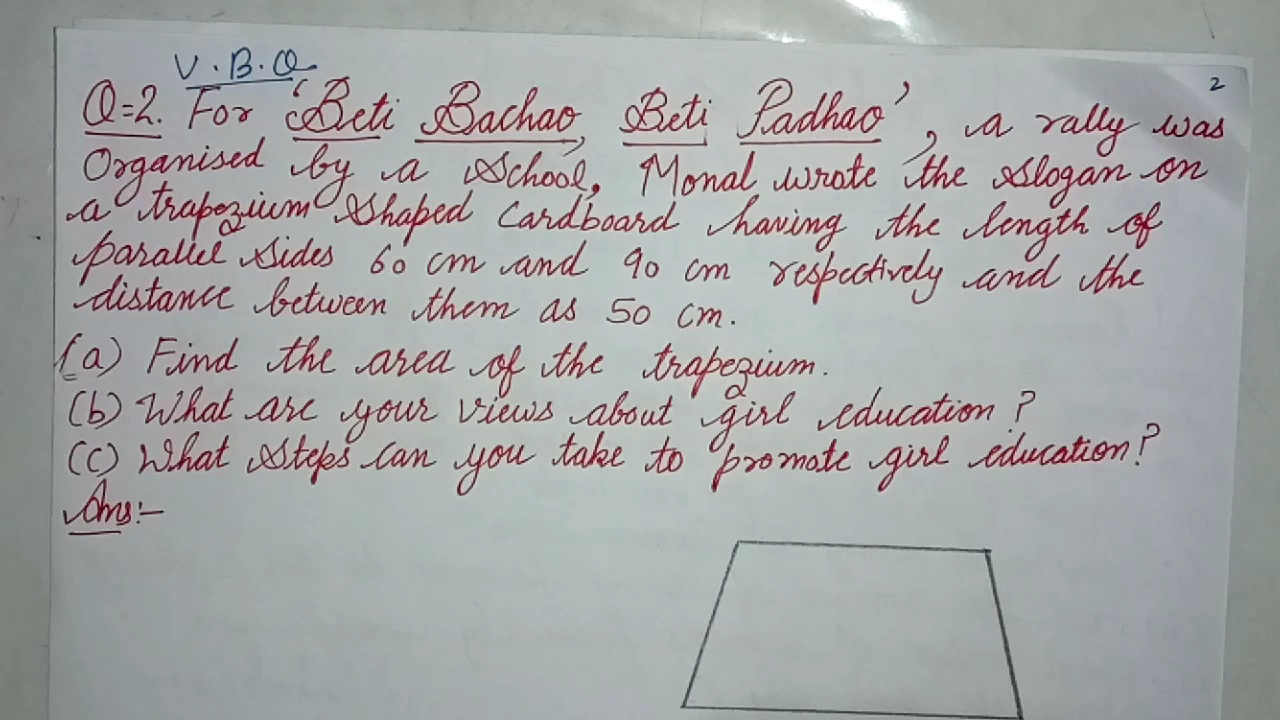 V.B.Q
2
Q=2. For 'Beti Bachao, Beti Padhao', a rally was
Organised by a School, Monal wrote the slogan on
a trapezium shaped cardboard having the length of
parallel sides 60 cm and 90 cm respectively and the
distance between them as 50 cm.
(a) Find the area of the trapezium.
(b) What are your views about girl education?
(c) What steps can you take to promote girl education?
Ans:-